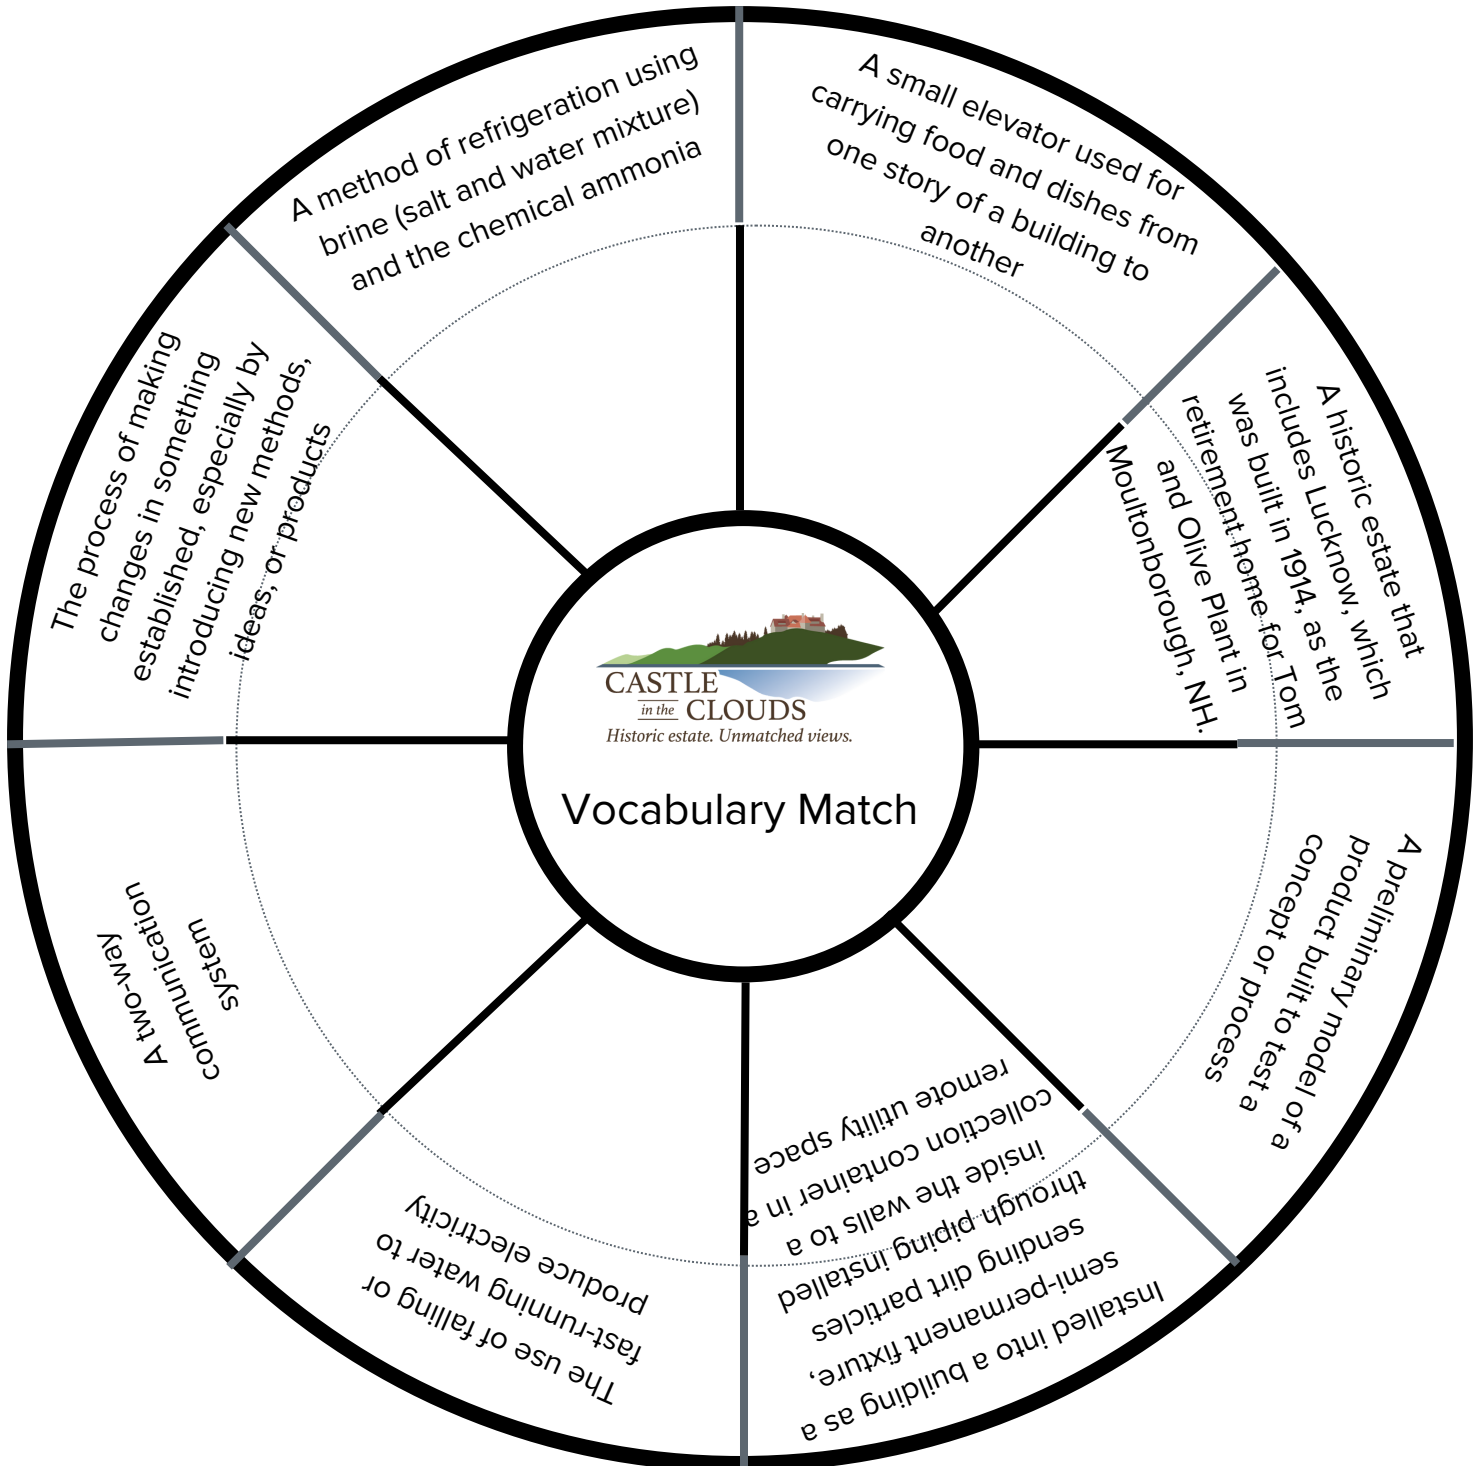 A small elevator used for
carrying food and dishes from
one story of a building to
another
A historic estate that
includes Lucknow, which
was built in 1914, as the
retirement home for Tom
and Olive Plant in
Moultonborough, NH.
A preliminary model of a
product built to test a
concept or process
Installed into a building as a
semi-permanent fixture,
sending dirt particles
through piping installed
inside the walls to a
collection container in a
remote utility space
The use of falling or
fast-running water to
produce electricity
A two-way
communication
system
The process of making
changes in something
established, especially by
introducing new methods,
ideas, or products
A method of refrigeration using
brine (salt and water mixture)
and the chemical ammonia
CASTLE
in the CLOUDS
Historic estate. Unmatched views.
Vocabulary Match